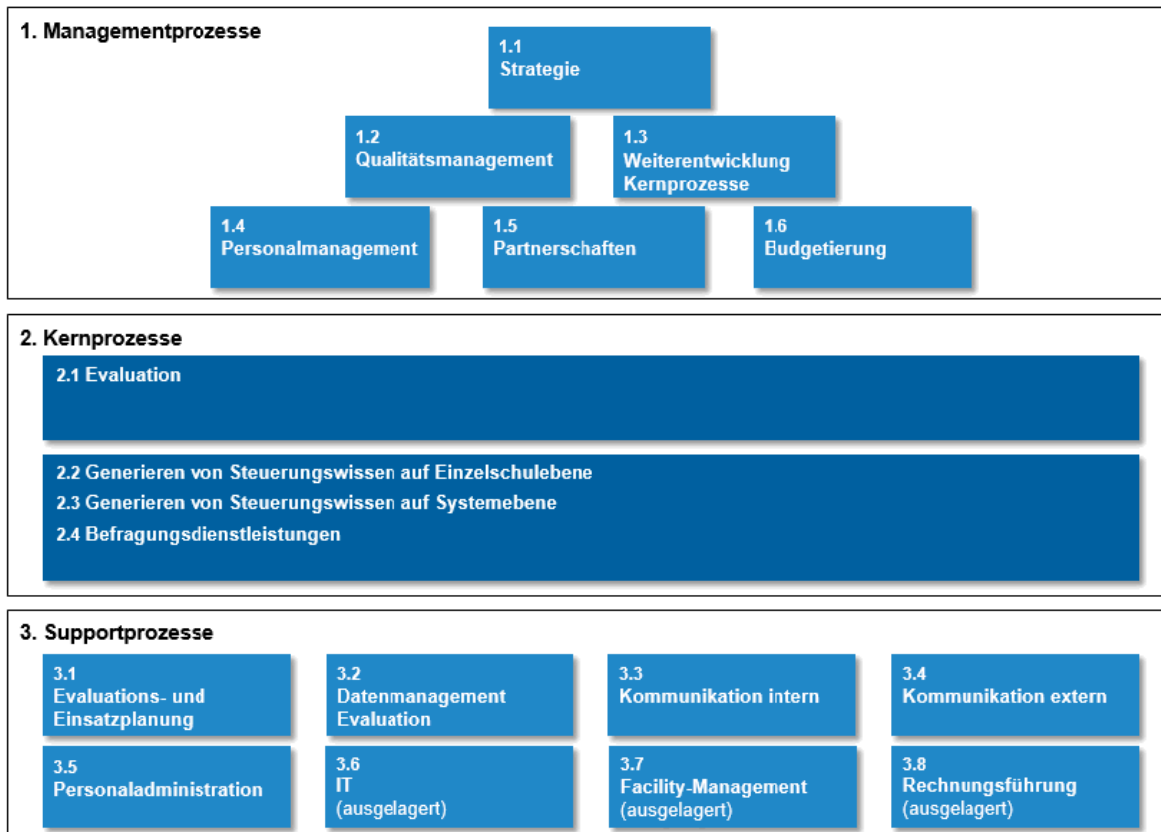 1. Managementprozesse
1.1
Strategie
1.2
Qualitätsmanagement
1.3
Weiterentwicklung
Kernprozesse
1.4
Personalmanagement
1.5
Partnerschaften
1.6
Budgetierung
2. Kernprozesse
2.1 Evaluation
2.2 Generieren von Steuerungswissen auf Einzelschulebene
2.3 Generieren von Steuerungswissen auf Systemebene
2.4 Befragungsdienstleistungen
3. Supportprozesse
3.1
Evaluations- und
Einsatzplanung
3.2
Datenmanagement
Evaluation
3.3
Kommunikation intern
3.4
Kommunikation extern
3.5
Personaladministration
3.6
IT
(ausgelagert)
3.7
Facility-Management
(ausgelagert)
3.8
Rechnungsführung
(ausgelagert)